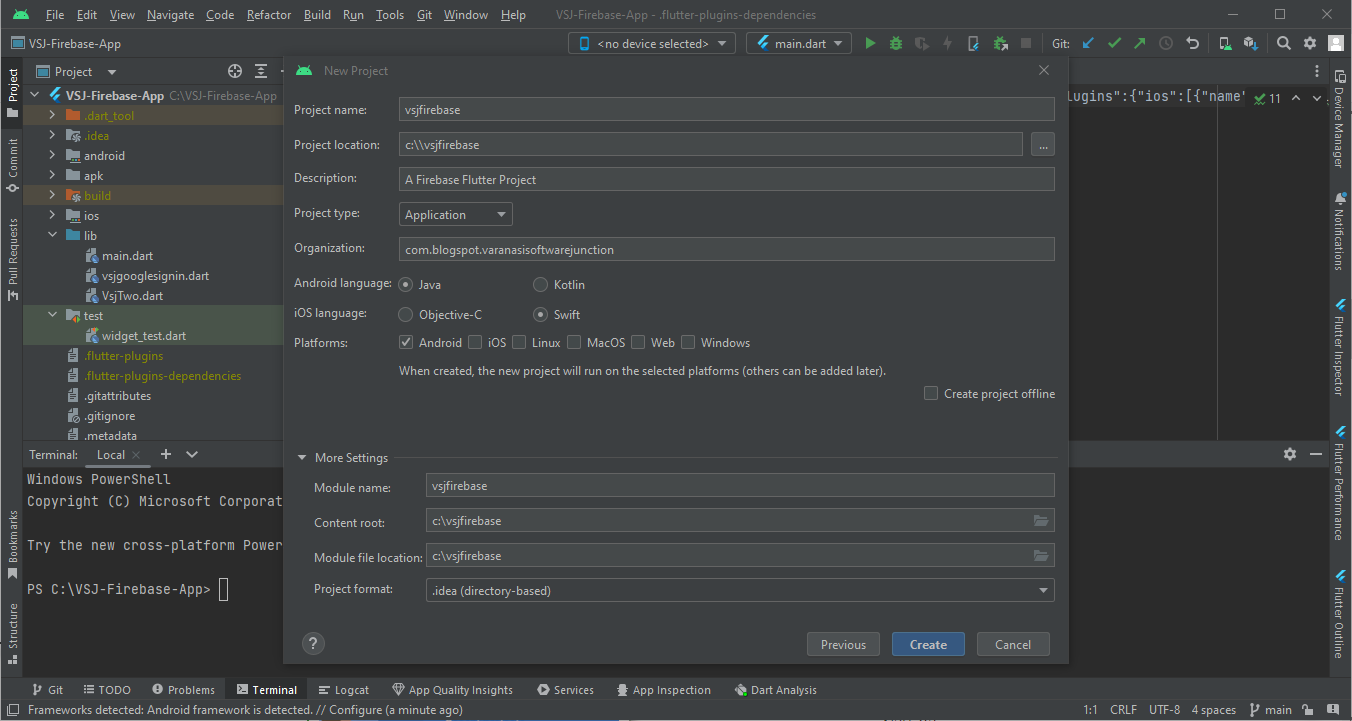 File Edit View Navigate Code Refactor Build Run Tools Git Window Help VSJ-Firebase-App - .flutter-plugins-dependencies
VSJ-Firebase-App <no device selected> main.dart Git:
Project
Commit
Pull Requests
Bookmarks
Structure
Project
VSJ-Firebase-App C:\VSJ-Firebase-App
.dart_tool
.idea
android
apk
build
ios
lib
main.dart
vsjgooglesignin.dart
VsjTwo.dart
test
widget_test.dart
.flutter-plugins
.flutter-plugins-dependencies
.gitattributes
.gitignore
.metadata
lugins":{"ios":[{"name" 11
New Project
Project name: vsjfirebase
Project location: c:\\vsjfirebase ...
Description: A Firebase Flutter Project
Project type: Application
Organization: com.blogspot.varanasisoftwarejunction
Android language: Java Kotlin
iOS language: Objective-C Swift
Platforms: Android iOS Linux MacOS Web Windows
When created, the new project will run on the selected platforms (others can be added later).
Create project offline
More Settings
Module name: vsjfirebase
Content root: c:\vsjfirebase
Module file location: c:\vsjfirebase
Project format: .idea (directory-based)
? Previous Create Cancel
Terminal: Local
Windows PowerShell
Copyright (C) Microsoft Corporat
Try the new cross-platform Power
PS C:\VSJ-Firebase-App>
Device Manager
Notifications
Flutter Inspector
Flutter Performance
Flutter Outline
Git TODO Problems Terminal Logcat App Quality Insights Services App Inspection Dart Analysis
Frameworks detected: Android framework is detected. // Configure (a minute ago) 1:1 CRLF UTF-8 4 spaces main